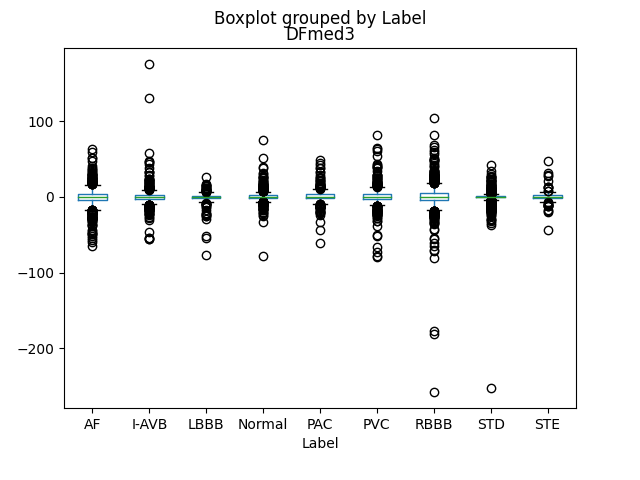 Boxplot grouped by Label
DFmed3
100
0
−100
−200
AF I-AVB LBBB Normal PAC PVC RBBB STD STE
Label